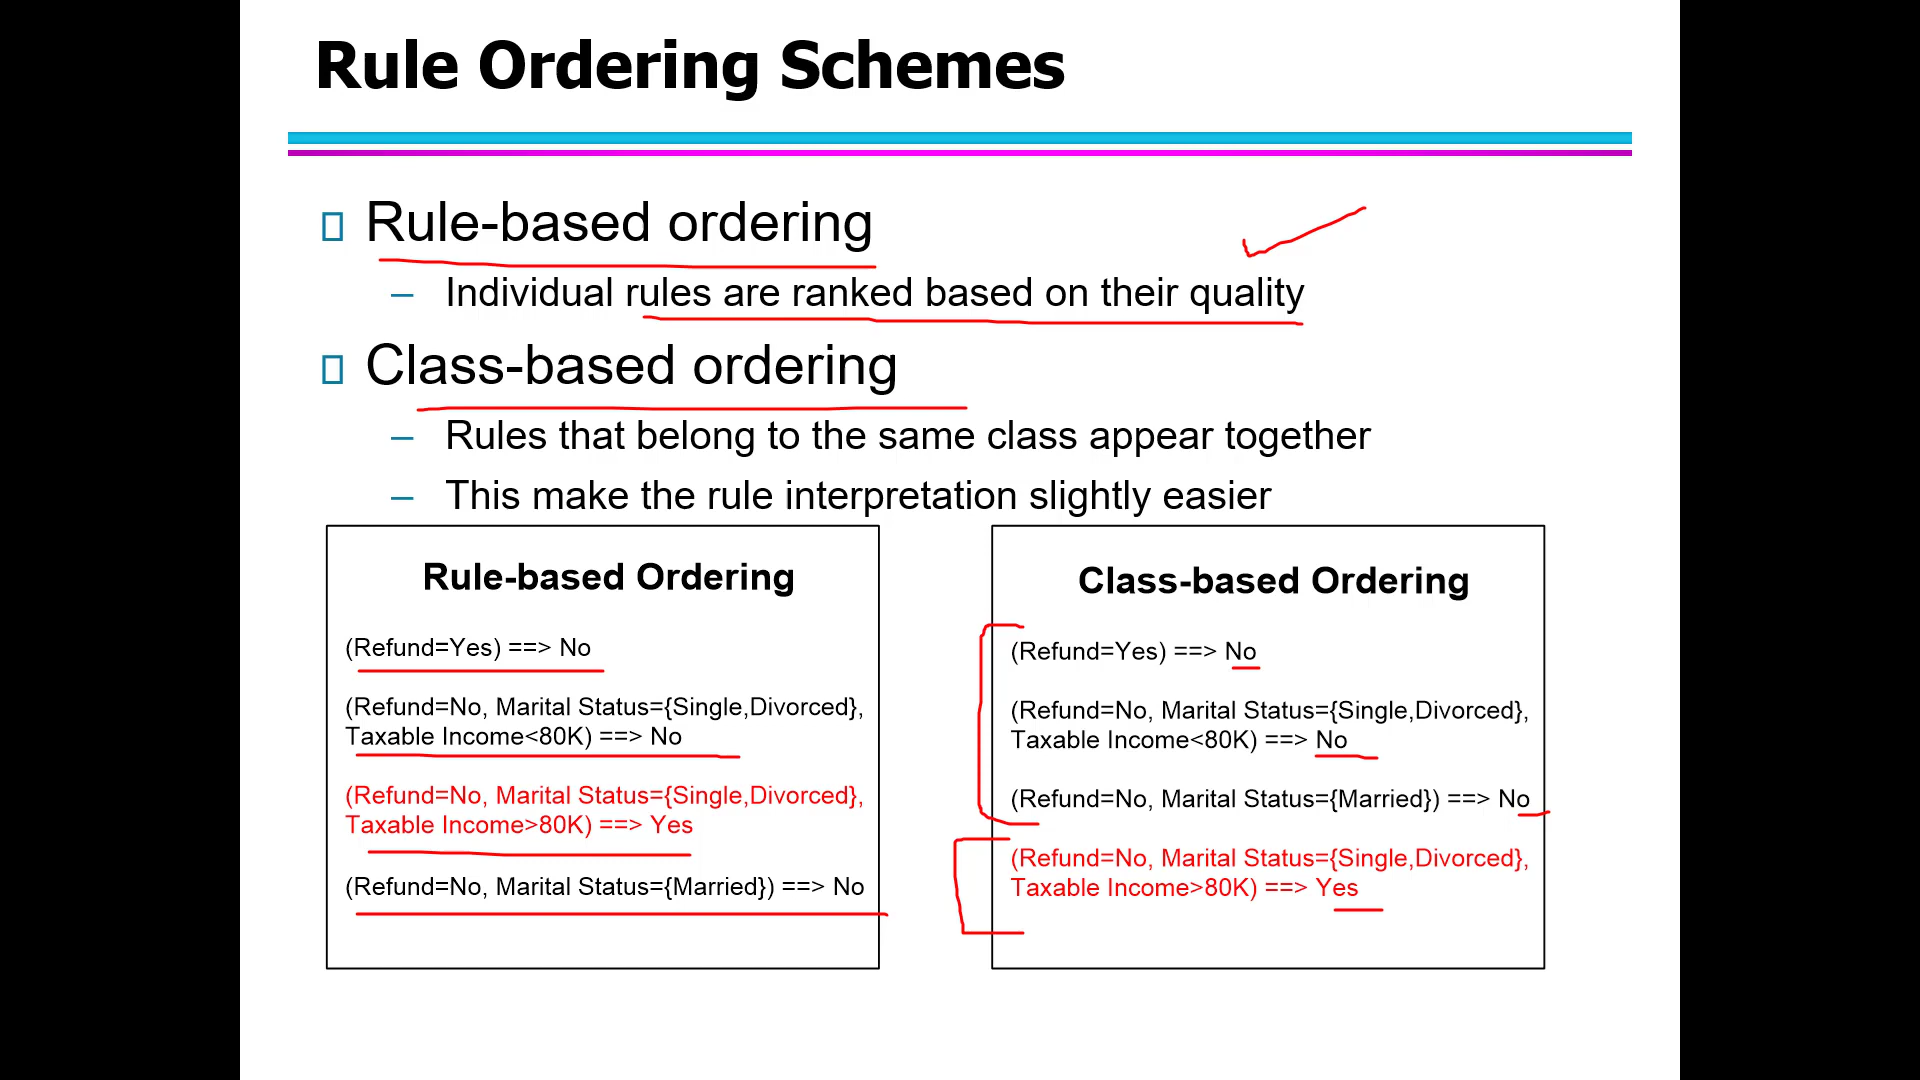 Rule Ordering Schemes
Rule-based ordering
– Individual rules are ranked based on their quality
Class-based ordering
– Rules that belong to the same class appear together
– This make the rule interpretation slightly easier
Rule-based Ordering
(Refund=Yes) ==> No
(Refund=No, Marital Status={Single,Divorced},
Taxable Income<80K) ==> No
(Refund=No, Marital Status={Single,Divorced},
Taxable Income>80K) ==> Yes
(Refund=No, Marital Status={Married}) ==> No
Class-based Ordering
(Refund=Yes) ==> No
(Refund=No, Marital Status={Single,Divorced},
Taxable Income<80K) ==> No
(Refund=No, Marital Status={Married}) ==> No
(Refund=No, Marital Status={Single,Divorced},
Taxable Income>80K) ==> Yes